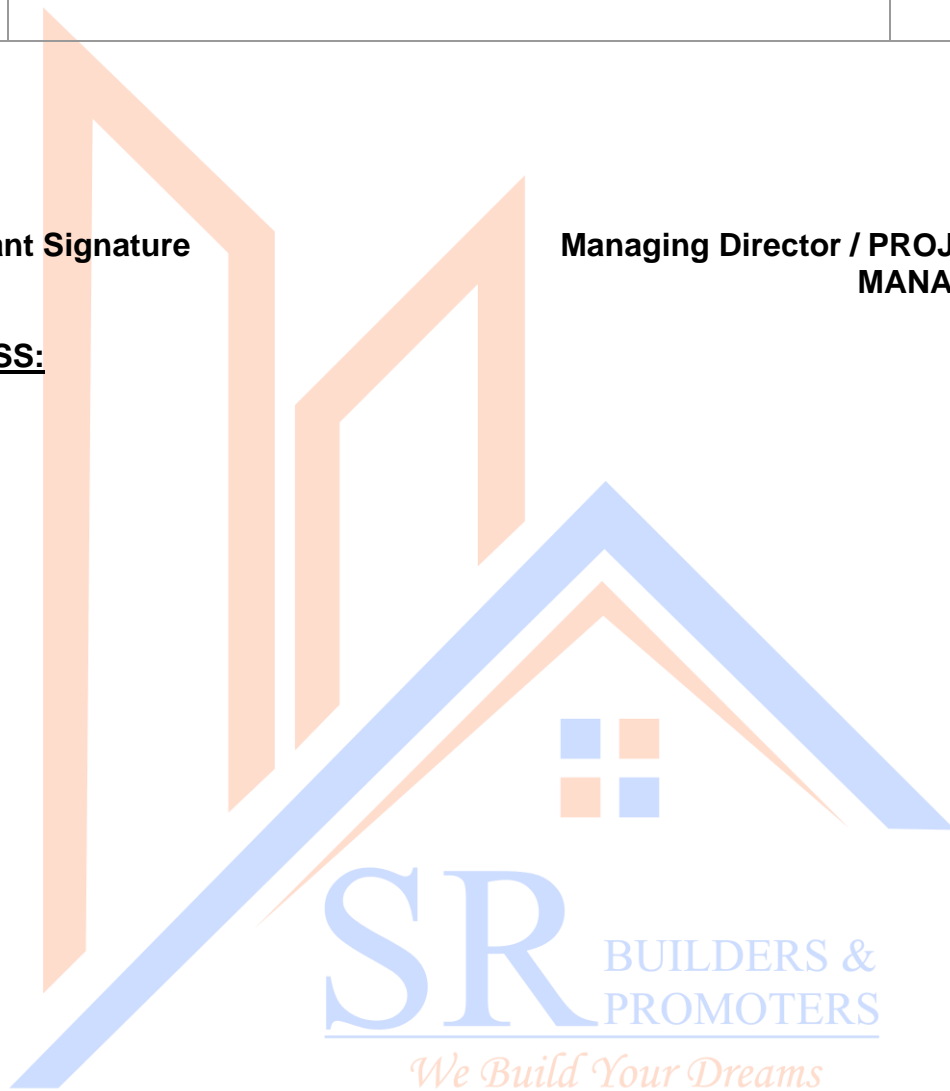 ant Signature Managing Director / PROJ
MANA
SS:
SR
BUILDERS &
PROMOTERS
We Build Your Dreams